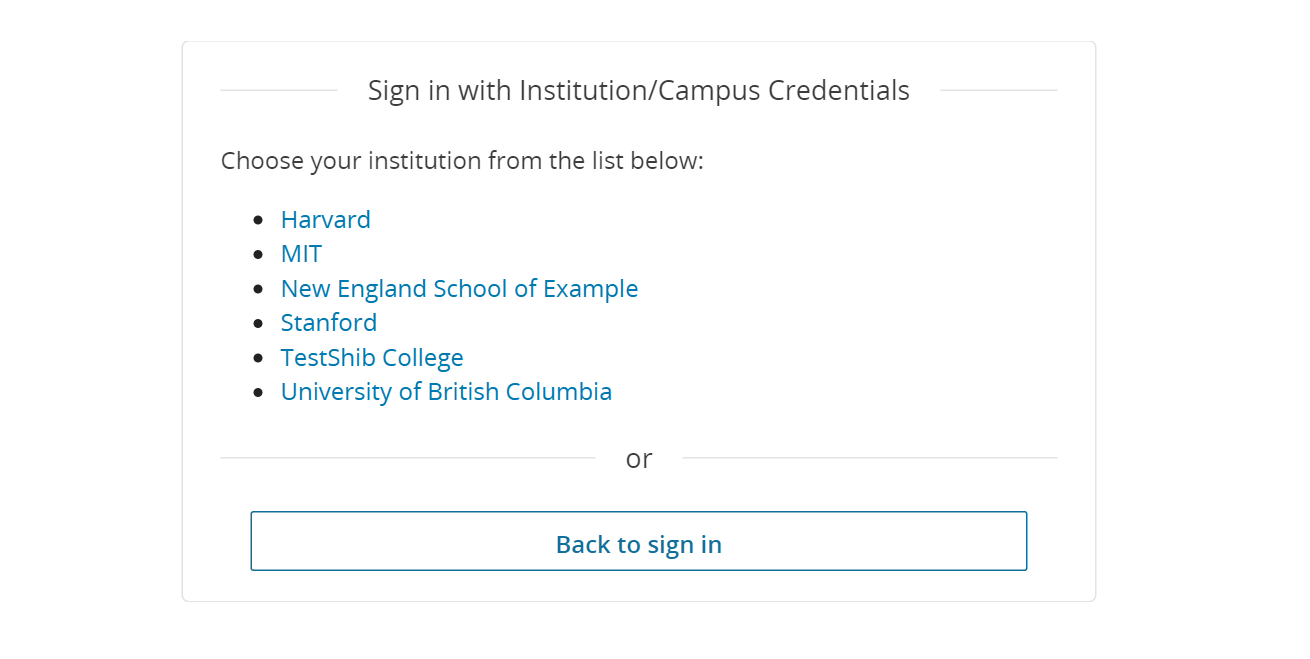 Sign in with Institution/Campus Credentials
Choose your institution from the list below:
Harvard
MIT
New England School of Example
Stanford
TestShib College
University of British Columbia
or
Back to sign in